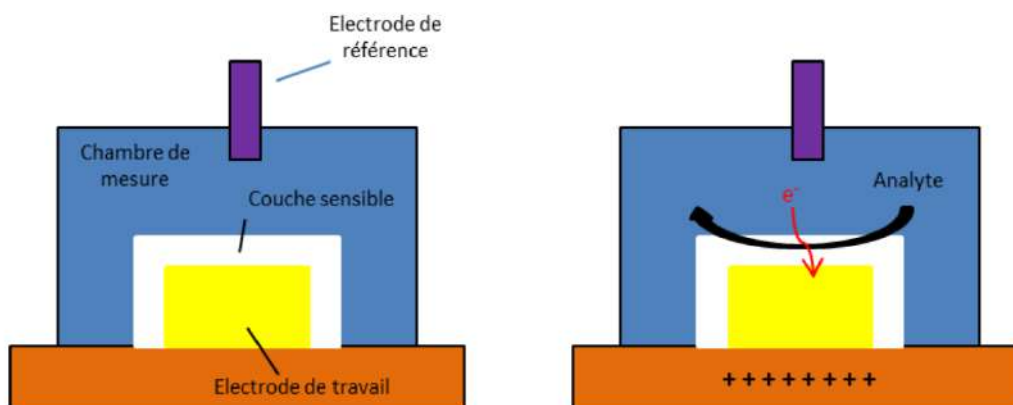 Electrode de
référence
Chambre de
mesure
Couche sensible
Electrode de travail
Analyte
e⁻
++++++++